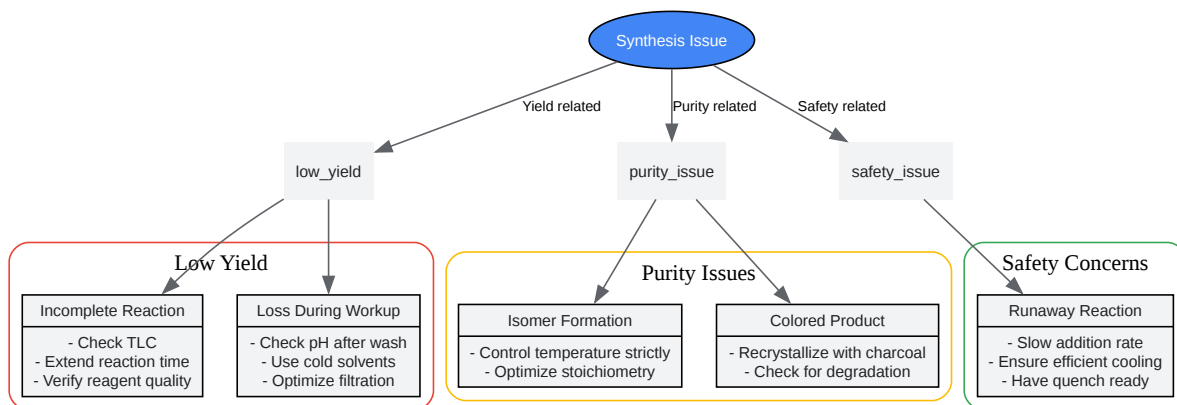 Synthesis Issue
Yield related
Purity related
Safety related
low_yield
purity_issue
safety_issue
Low Yield
Incomplete Reaction
- Check TLC
- Extend reaction time
- Verify reagent quality
Loss During Workup
- Check pH after wash
- Use cold solvents
- Optimize filtration
Purity Issues
Isomer Formation
- Control temperature strictly
- Optimize stoichiometry
Colored Product
- Recrystallize with charcoal
- Check for degradation
Safety Concerns
Runaway Reaction
- Slow addition rate
- Ensure efficient cooling
- Have quench ready